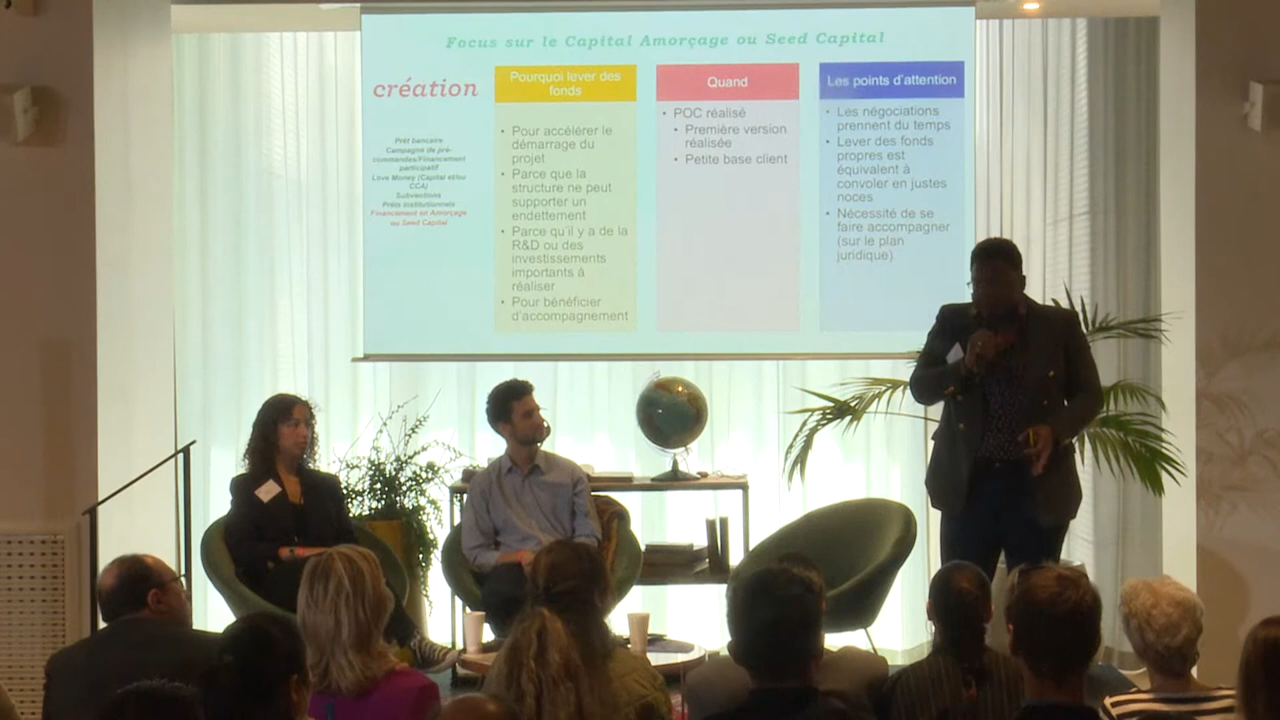 Focus sur le Capital Amorçage ou Seed Capital
création
Prêt bancaire
Campagne de pré-
commandes/Financement
participatif
Love Money (Capital et/ou
CCA)
Subventions
Prêts institutionnels
Financement en Amorçage
ou Seed Capital
Pourquoi lever des
fonds
• Pour accélérer le
démarrage du
projet
• Parce que la
structure ne peut
supporter un
endettement
• Parce qu'il y a de la
R&D ou des
investissements
importants à
réaliser
• Pour bénéficier
d'accompagnement
Quand
• POC réalisé
• Première version
réalisée
• Petite base client
Les points d'attention
• Les négociations
prennent du temps
• Lever des fonds
propres est
équivalent à
convoler en justes
noces
• Nécessité de se
faire accompagner
(sur le plan
juridique)